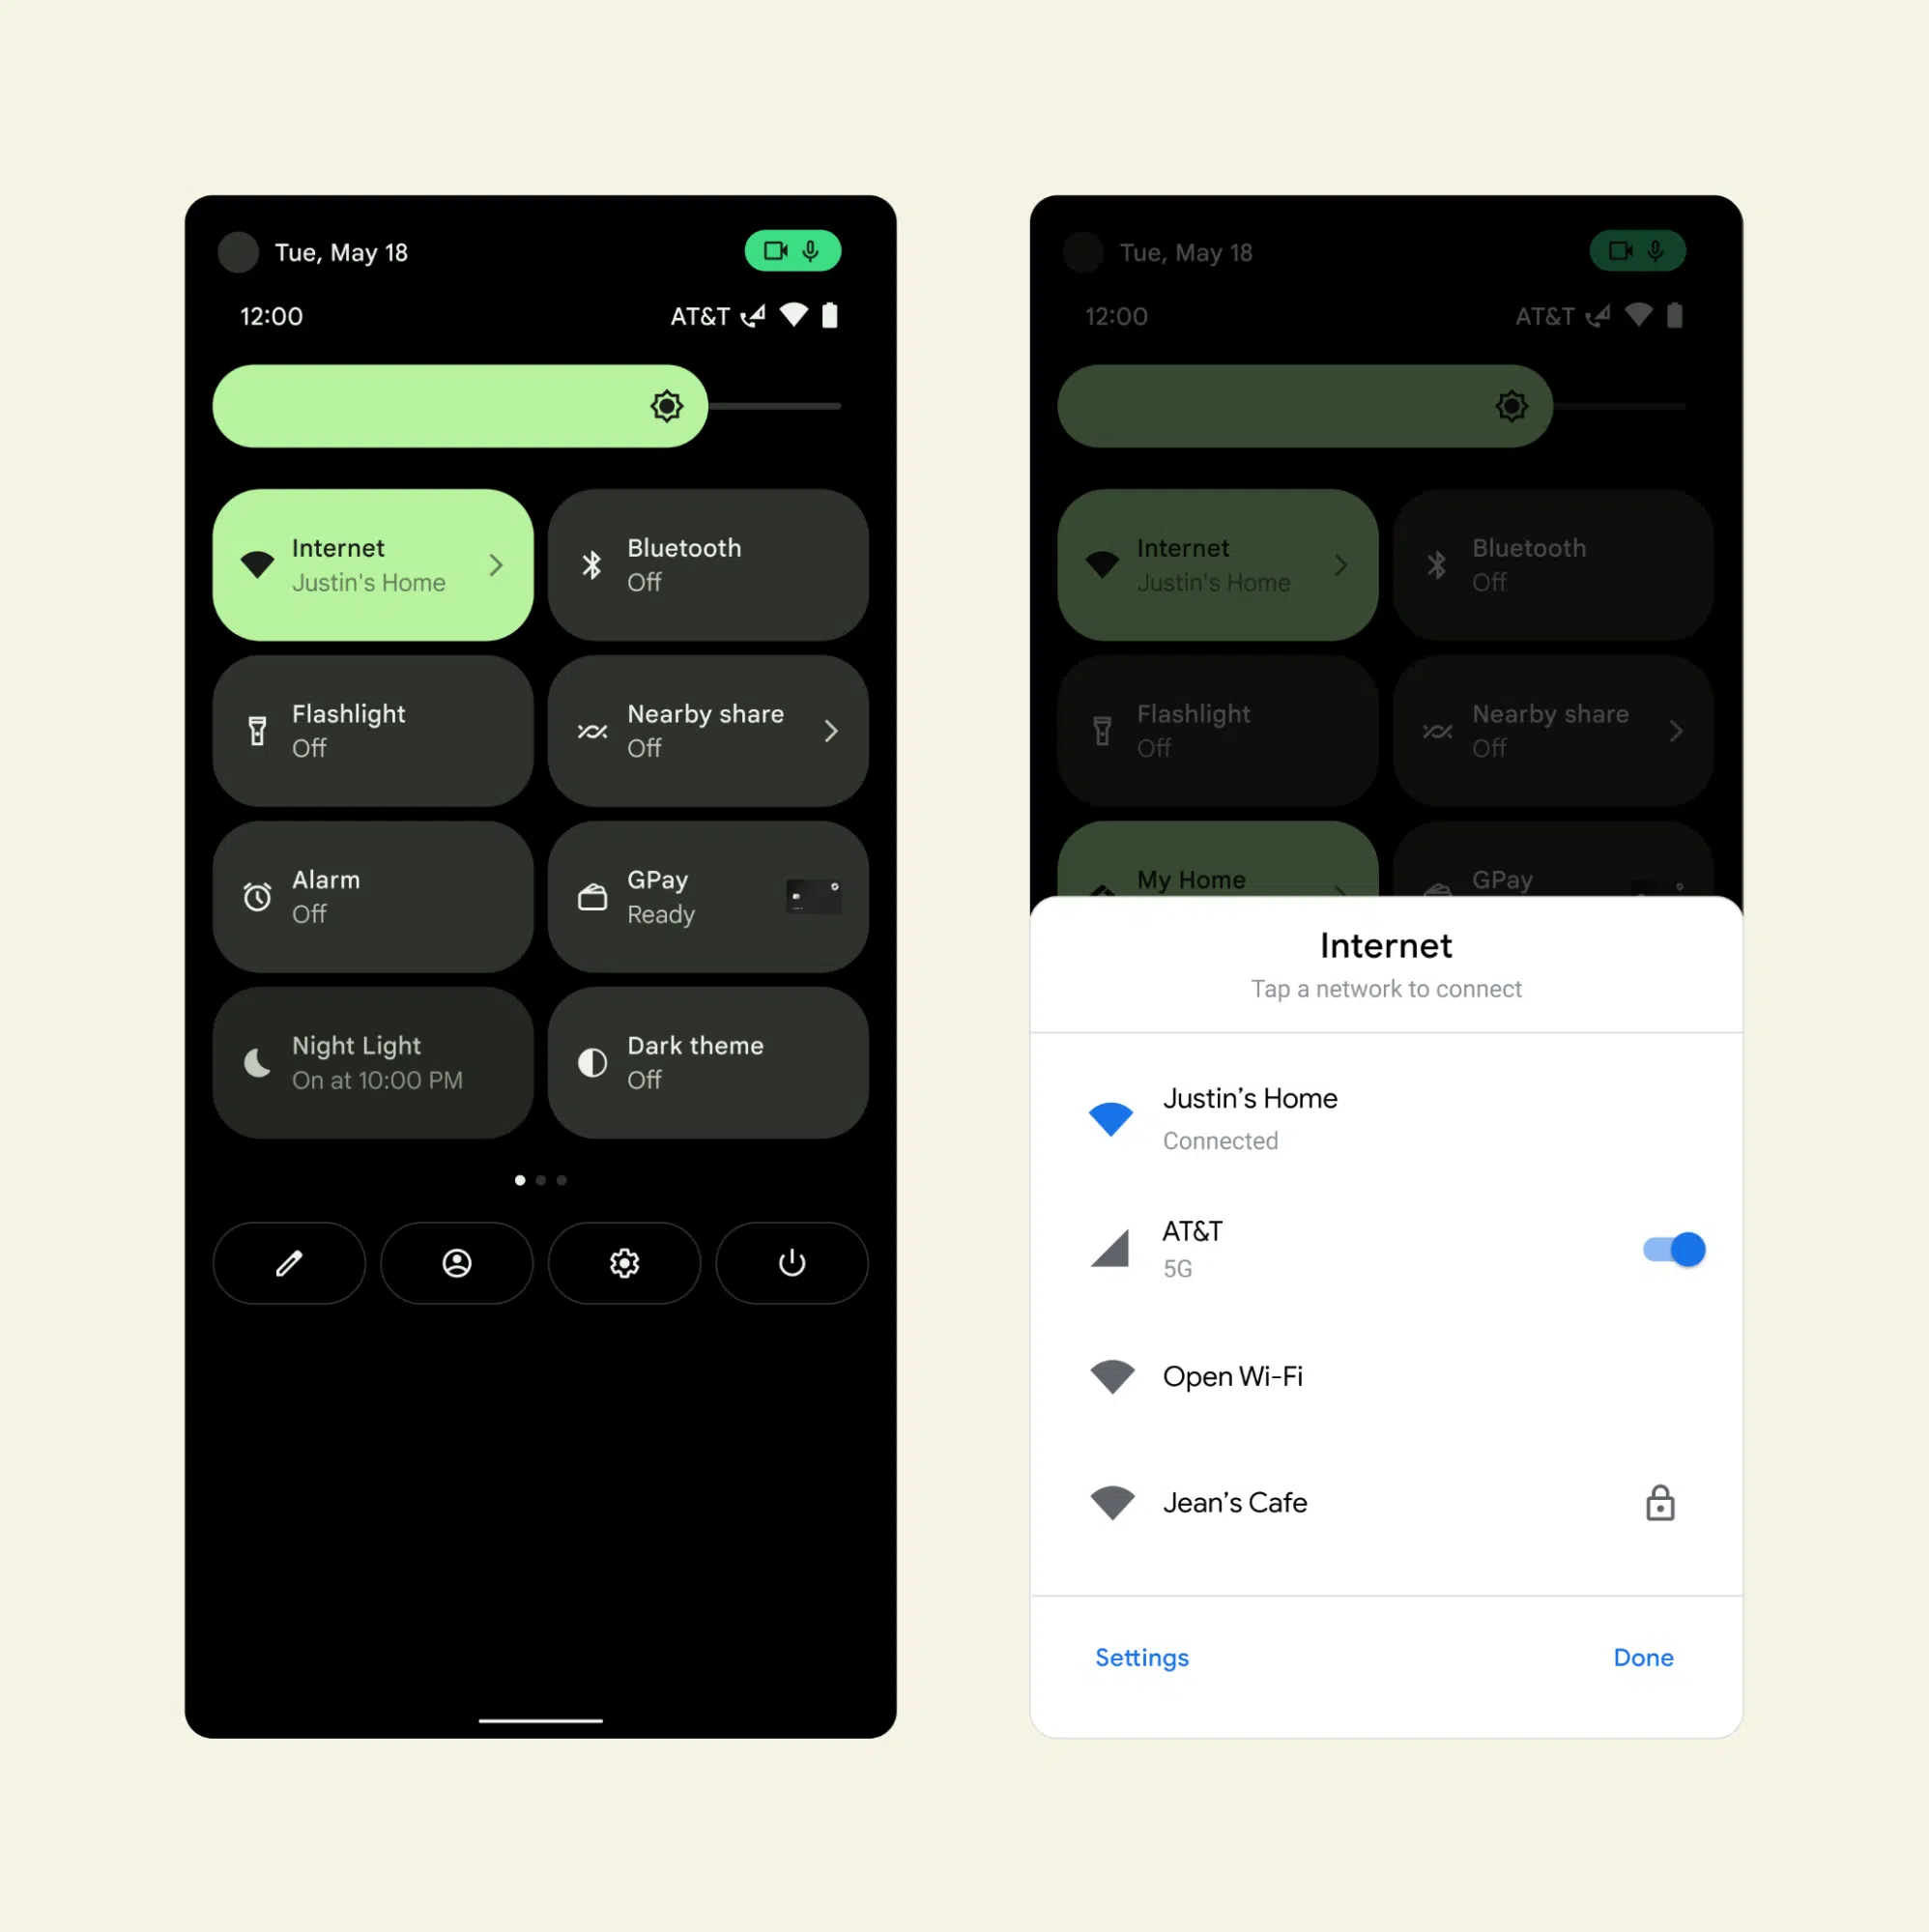 Tue, May 18
12:00 AT&T
Internet
Justin's Home
Bluetooth
Off
Flashlight
Off
Nearby share
Off
Alarm
Off
GPay
Ready
Night Light
On at 10:00 PM
Dark theme
Off
Tue, May 18
12:00 AT&T
Internet
Justin's Home
Bluetooth
Off
Flashlight
Off
Nearby share
Off
My Home
GPay
Internet
Tap a network to connect
Justin’s Home
Connected
AT&T
5G
Open Wi-Fi
Jean’s Cafe
Settings Done